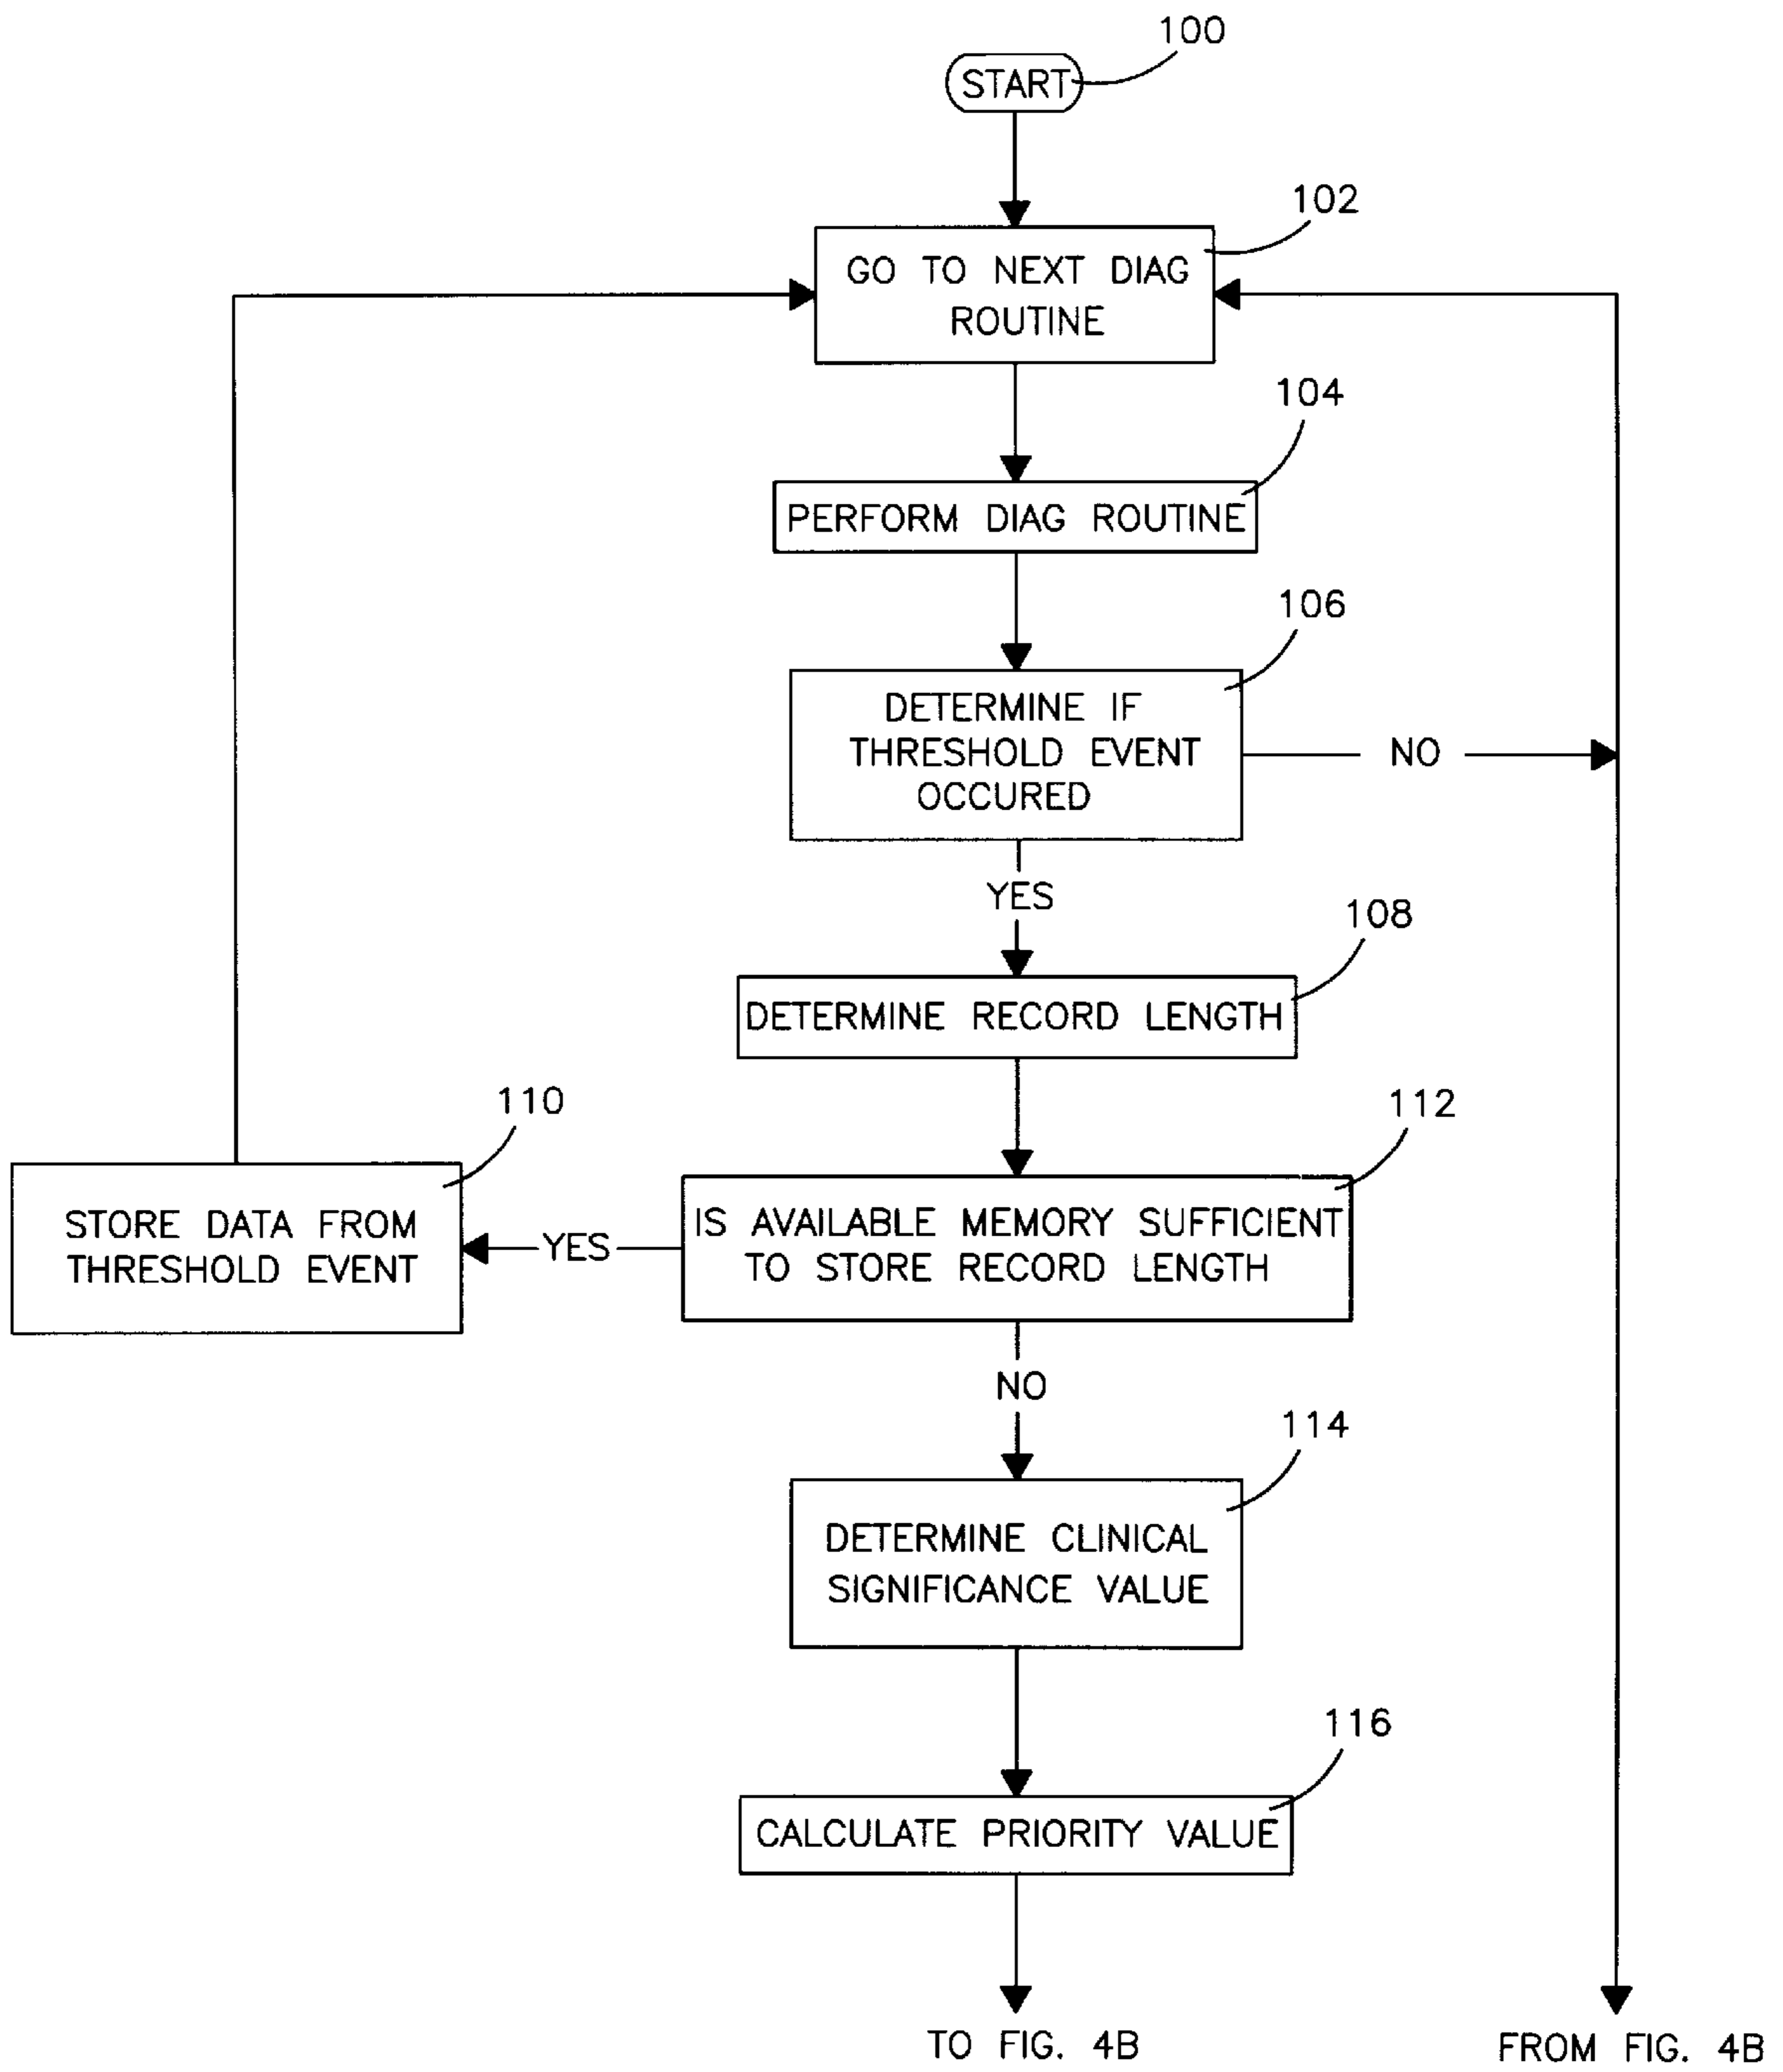 100
START
102
GO TO NEXT DIAG
ROUTINE
104
PERFORM DIAG ROUTINE
106
DETERMINE IF
THRESHOLD EVENT
OCCURED
NO
YES
108
DETERMINE RECORD LENGTH
110
112
STORE DATA FROM
THRESHOLD EVENT
YES
IS AVAILABLE MEMORY SUFFICIENT
TO STORE RECORD LENGTH
NO
114
DETERMINE CLINICAL
SIGNIFICANCE VALUE
116
CALCULATE PRIORITY VALUE
TO FIG. 4B
FROM FIG. 4B